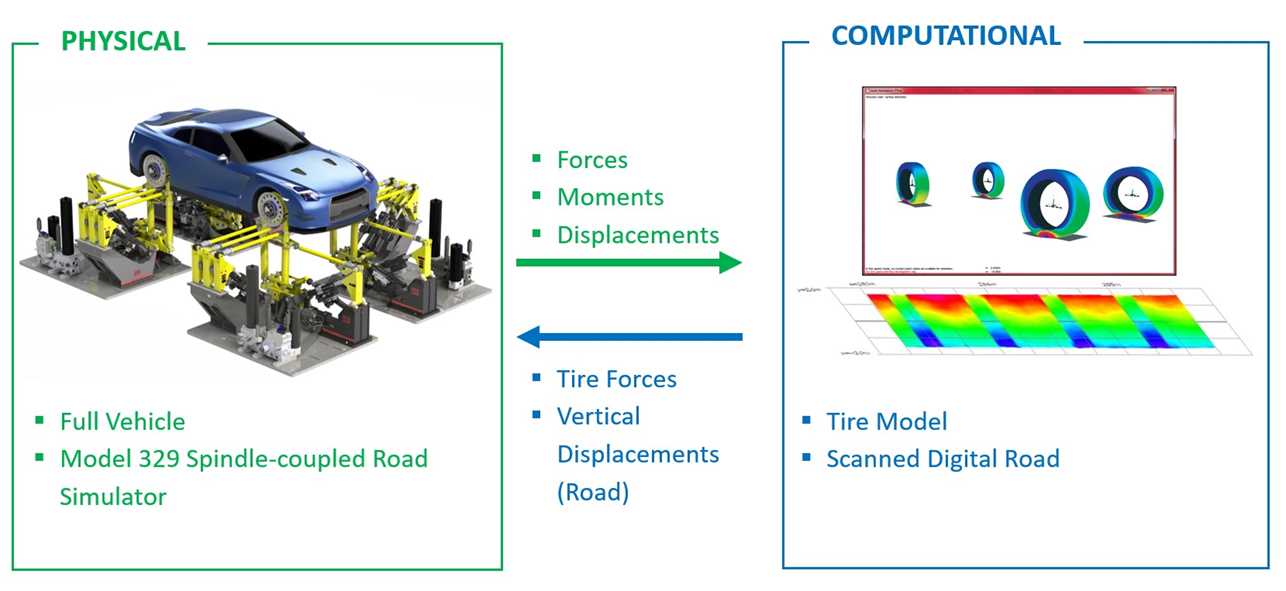 PHYSICAL
COMPUTATIONAL
Forces
Moments
Displacements
Tire Forces
Vertical
Displacements
(Road)
Full Vehicle
Model 329 Spindle-coupled Road
Simulator
Tire Model
Scanned Digital Road